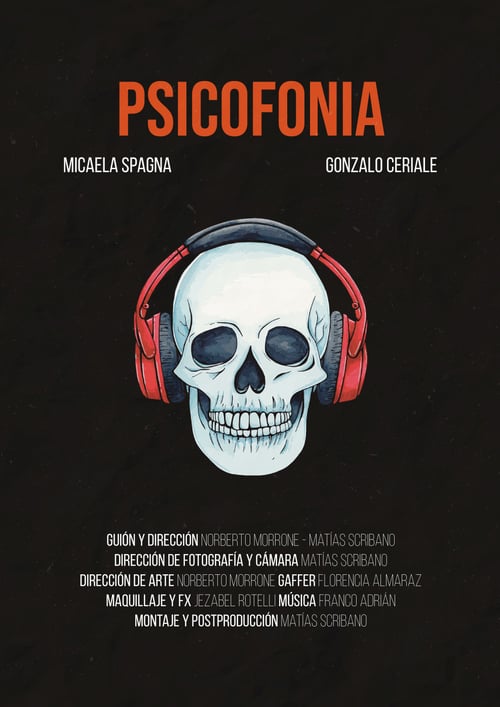 PSICOFONIA
MICAELA SPAGNA GONZALO CERIALE
GUIÓN Y DIRECCIÓN NORBERTO MORRONE - MATÍAS SCRIBANO
DIRECCIÓN DE FOTOGRAFÍA Y CÁMARA MATÍAS SCRIBANO
DIRECCIÓN DE ARTE NORBERTO MORRONE GAFFER FLORENCIA ALMARAZ
MAQUILLAJE Y FX JEZABEL ROTELLI MÚSICA FRANCO ADRIÁN
MONTAJE Y POSTPRODUCCIÓN MATÍAS SCRIBANO